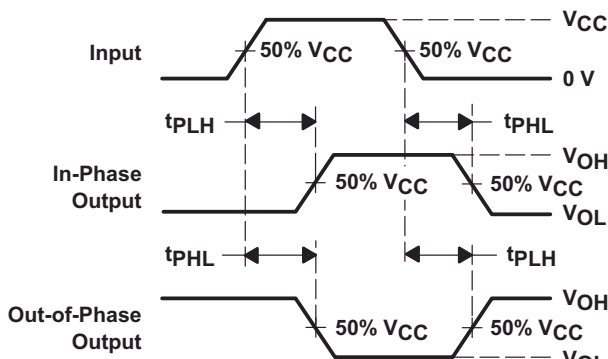 VCC
Input
50% VCC
50% VCC
0 V
tPLH
tPHL
VOH
In-Phase
Output
50% VCC
50% VCC
VOL
tPHL
tPLH
VOH
Out-of-Phase
Output
50% VCC
50% VCC
VOL